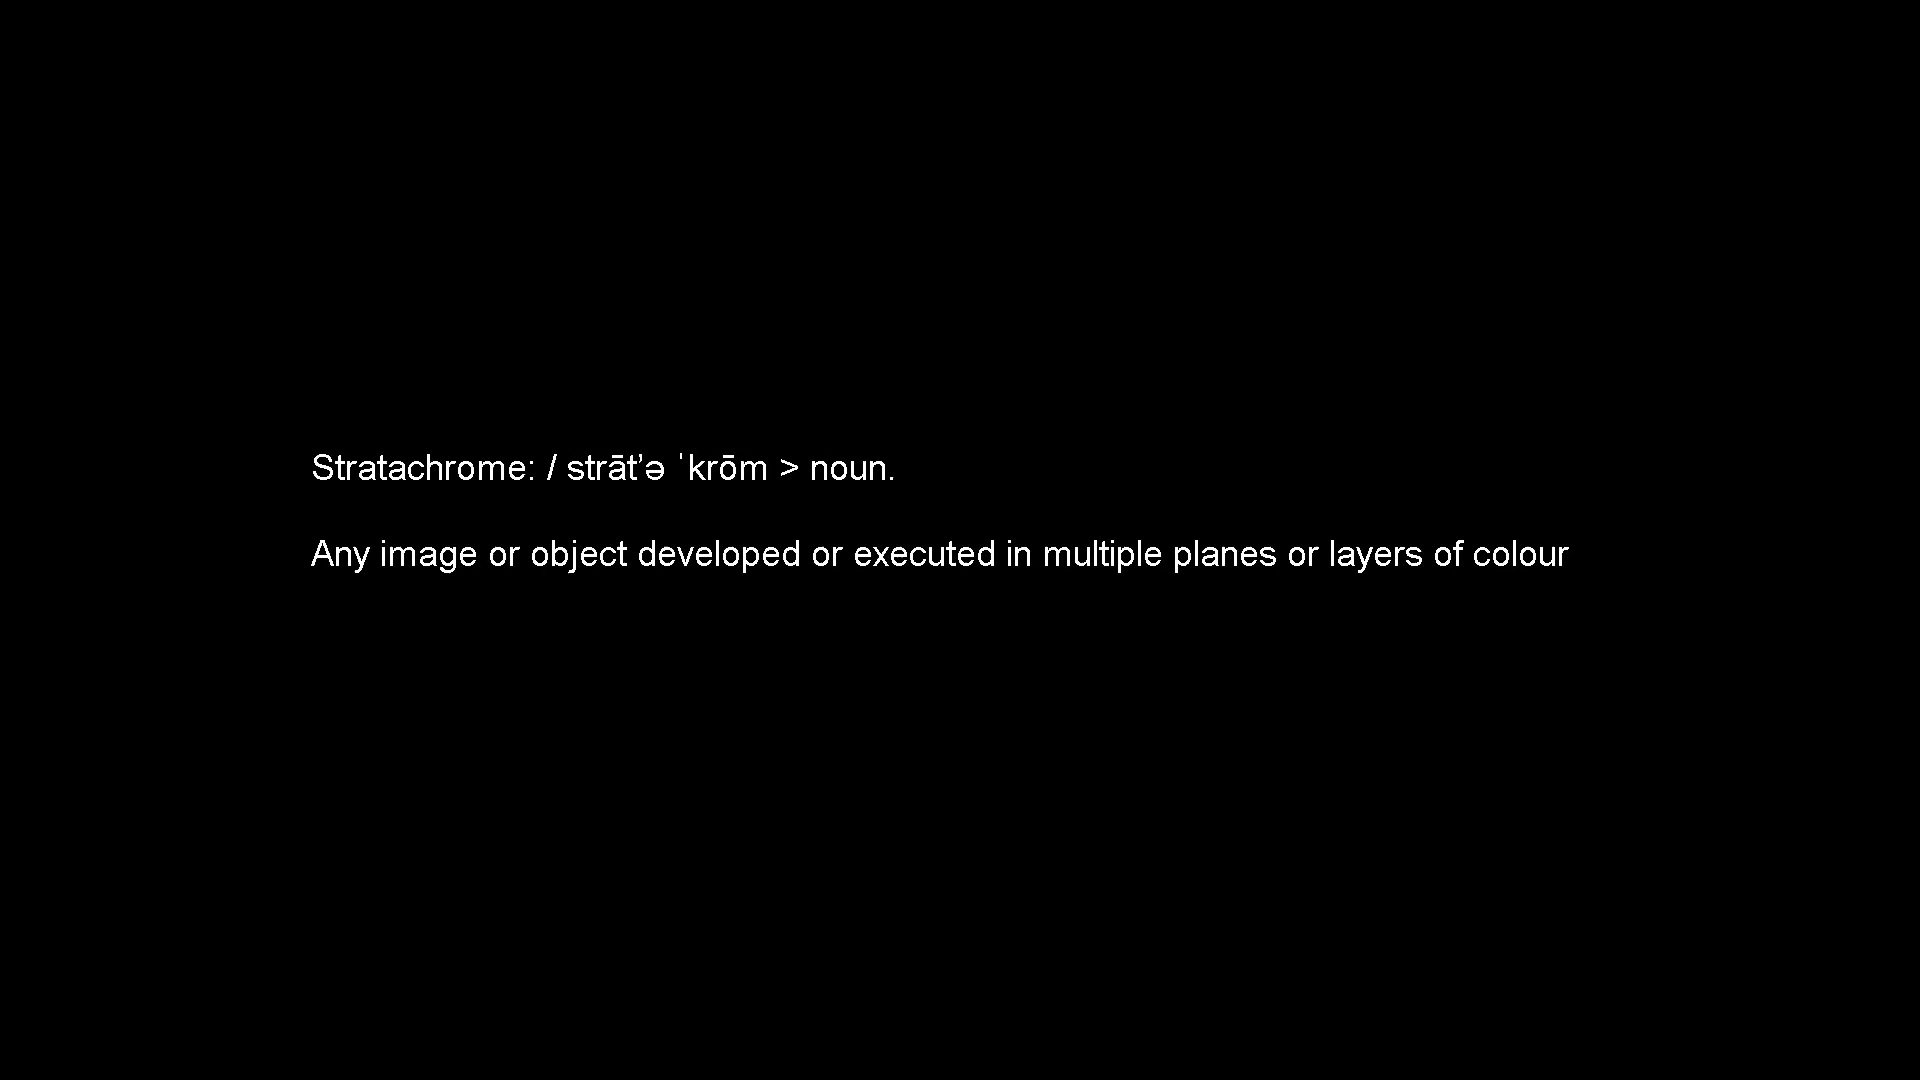 Stratachrome: / strāt’ə ˈkrōm > noun.
Any image or object developed or executed in multiple planes or layers of colour